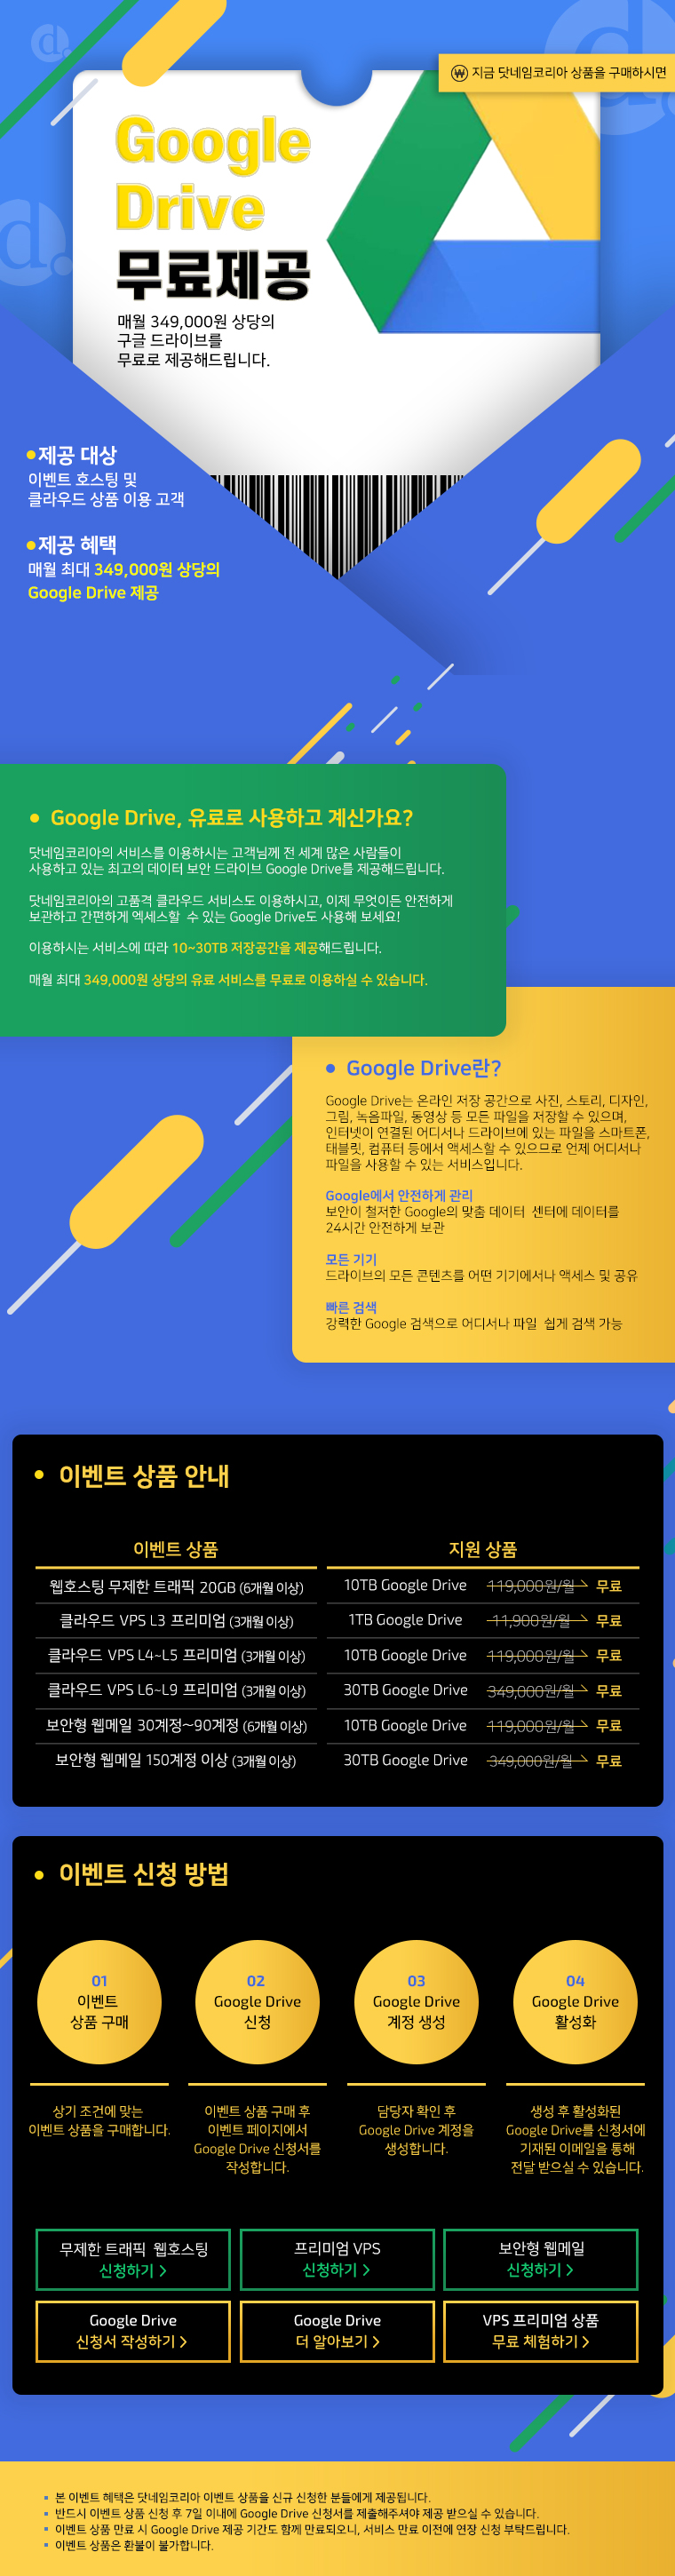 d.
d.
₩ 지금 닷네임코리아 상품을 구매하시면
d.
Google
Drive
무료제공
매월 349,000원 상당의
구글 드라이브를
무료로 제공해드립니다.
제공 대상
이벤트 호스팅 및
클라우드 상품 이용 고객
제공 혜택
매월 최대 349,000원 상당의
Google Drive 제공
Google Drive, 유료로 사용하고 계신가요?
닷네임코리아의 서비스를 이용하시는 고객님께 전 세계 많은 사람들이
사용하고 있는 최고의 데이터 보안 드라이브 Google Drive를 제공해드립니다.
닷네임코리아의 고품격 클라우드 서비스도 이용하시고, 이제 무엇이든 안전하게
보관하고 간편하게 엑세스할 수 있는 Google Drive도 사용해 보세요!
이용하시는 서비스에 따라 10~30TB 저장공간을 제공해드립니다.
매월 최대 349,000원 상당의 유료 서비스를 무료로 이용하실 수 있습니다.
Google Drive란?
Google Drive는 온라인 저장 공간으로 사진, 스토리, 디자인,
그림, 녹음파일, 동영상 등 모든 파일을 저장할 수 있으며,
인터넷이 연결된 어디서나 드라이브에 있는 파일을 스마트폰,
태블릿, 컴퓨터 등에서 액세스할 수 있으므로 언제 어디서나
파일을 사용할 수 있는 서비스입니다.
Google에서 안전하게 관리
보안이 철저한 Google의 맞춤 데이터 센터에 데이터를
24시간 안전하게 보관
모든 기기
드라이브의 모든 콘텐츠를 어떤 기기에서나 액세스 및 공유
빠른 검색
강력한 Google 검색으로 어디서나 파일 쉽게 검색 가능
이벤트 상품 안내
이벤트 상품 지원 상품
웹호스팅 무제한 트래픽 20GB (6개월 이상) 10TB Google Drive 119,000원/월 무료
클라우드 VPS L3 프리미엄 (3개월 이상) 1TB Google Drive 11,900원/월 무료
클라우드 VPS L4~L5 프리미엄 (3개월 이상) 10TB Google Drive 119,000원/월 무료
클라우드 VPS L6~L9 프리미엄 (3개월 이상) 30TB Google Drive 349,000원/월 무료
보안형 웹메일 30계정~90계정 (6개월 이상) 10TB Google Drive 119,000원/월 무료
보안형 웹메일 150계정 이상 (3개월 이상) 30TB Google Drive 349,000원/월 무료
이벤트 신청 방법
01
이벤트
상품 구매
상기 조건에 맞는
이벤트 상품을 구매합니다.
02
Google Drive
신청
이벤트 상품 구매 후
이벤트 페이지에서
Google Drive 신청서를
작성합니다.
03
Google Drive
계정 생성
담당자 확인 후
Google Drive 계정을
생성합니다.
04
Google Drive
활성화
생성 후 활성화된
Google Drive를 신청서에
기재된 이메일을 통해
전달 받으실 수 있습니다.
무제한 트래픽 웹호스팅
신청하기 >
프리미엄 VPS
신청하기 >
보안형 웹메일
신청하기 >
Google Drive
신청서 작성하기 >
Google Drive
더 알아보기 >
VPS 프리미엄 상품
무료 체험하기 >
본 이벤트 혜택은 닷네임코리아 이벤트 상품을 신규 신청한 분들에게 제공됩니다.
반드시 이벤트 상품 신청 후 7일 이내에 Google Drive 신청서를 제출해주셔야 제공 받으실 수 있습니다.
이벤트 상품 만료 시 Google Drive 제공 기간도 함께 만료되오니, 서비스 만료 이전에 연장 신청 부탁드립니다.
이벤트 상품은 환불이 불가합니다.